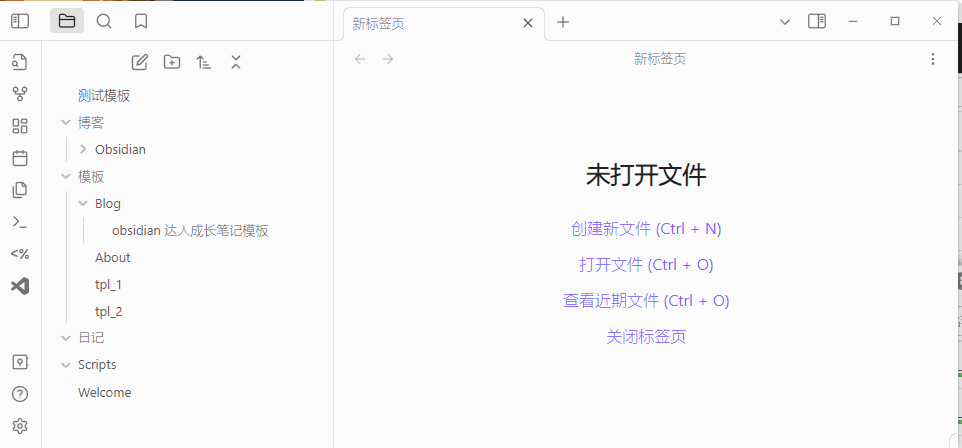 新标签页
新标签页
测试模板
博客
Obsidian
模板
Blog
obsidian 达人成长笔记模板
About
tpl_1
tpl_2
日记
Scripts
Welcome
<%
未打开文件
创建新文件 (Ctrl + N)
打开文件 (Ctrl + O)
查看近期文件 (Ctrl + O)
关闭标签页